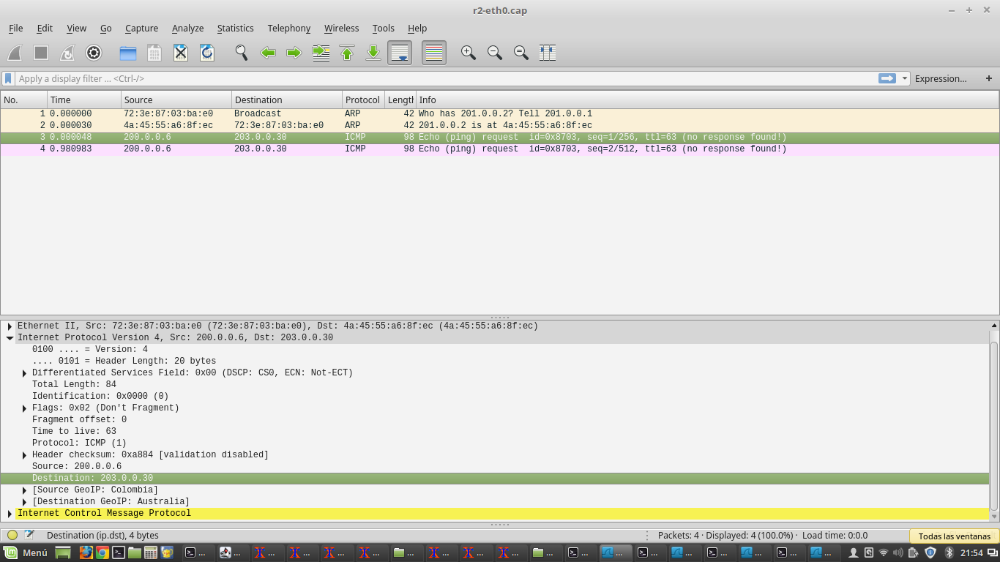 r2-eth0.cap
File Edit View Go Capture Analyze Statistics Telephony Wireless Tools Help
Apply a display filter ... <Ctrl-/> Expression... +
No. Time Source Destination Protocol Length Info
1 0.000000 72:3e:87:03:ba:e0 Broadcast ARP 42 Who has 201.0.0.2? Tell 201.0.0.1
2 0.000030 4a:45:55:a6:8f:ec 72:3e:87:03:ba:e0 ARP 42 201.0.0.2 is at 4a:45:55:a6:8f:ec
3 0.000048 200.0.0.6 203.0.0.30 ICMP 98 Echo (ping) request id=0x8703, seq=1/256, ttl=63 (no response found!)
4 0.980983 200.0.0.6 203.0.0.30 ICMP 98 Echo (ping) request id=0x8703, seq=2/512, ttl=63 (no response found!)
Ethernet II, Src: 72:3e:87:03:ba:e0 (72:3e:87:03:ba:e0), Dst: 4a:45:55:a6:8f:ec (4a:45:55:a6:8f:ec)
Internet Protocol Version 4, Src: 200.0.0.6, Dst: 203.0.0.30
0100 .... = Version: 4
.... 0101 = Header Length: 20 bytes
Differentiated Services Field: 0x00 (DSCP: CS0, ECN: Not-ECT)
Total Length: 84
Identification: 0x0000 (0)
Flags: 0x02 (Don't Fragment)
Fragment offset: 0
Time to live: 63
Protocol: ICMP (1)
Header checksum: 0xa884 [validation disabled]
Source: 200.0.0.6
Destination: 203.0.0.30
[Source GeoIP: Colombia]
[Destination GeoIP: Australia]
Internet Control Message Protocol
Destination (ip.dst), 4 bytes Packets: 4 · Displayed: 4 (100.0%) · Load time: 0:0.0 Todas las ventanas
Menú ... ... ... ... ... ... ... ... ... ... ... ... ... ... ... ... ... ... ... 21:54